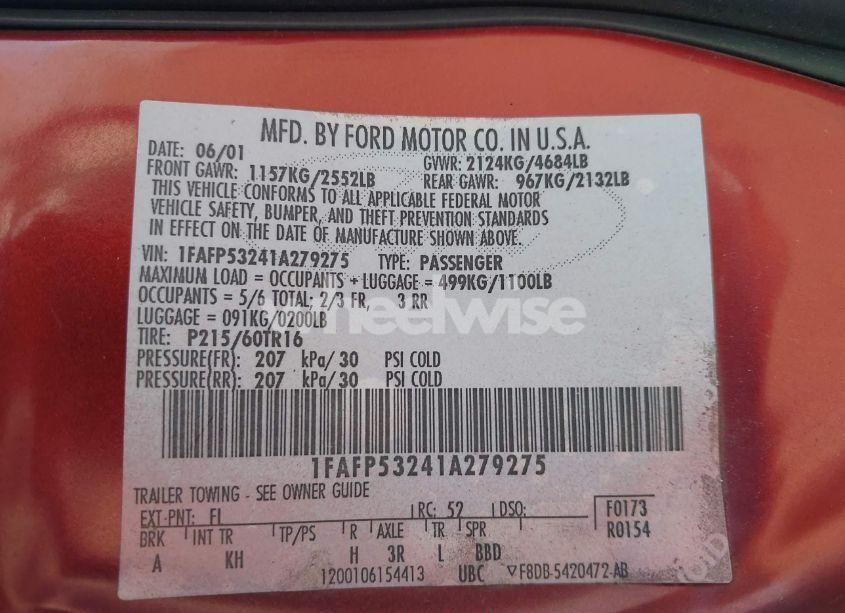 MFD. BY FORD MOTOR CO. IN U.S.A.
DATE: 06/01 GVWR: 2124KG/4684LB
FRONT GAWR: 1157KG/2552LB REAR GAWR: 967KG/2132LB
THIS VEHICLE CONFORMS TO ALL APPLICABLE FEDERAL MOTOR
VEHICLE SAFETY, BUMPER, AND THEFT PREVENTION STANDARDS
IN EFFECT ON THE DATE OF MANUFACTURE SHOWN ABOVE.
VIN: 1FAFP53241A279275 TYPE: PASSENGER
MAXIMUM LOAD = OCCUPANTS + LUGGAGE = 499KG/1100LB
OCCUPANTS = 5/6 TOTAL; 2/3 FR, 3 RR
LUGGAGE = 091KG/0200LB
heelwise
TIRE: P215/60TR16
PRESSURE(FR): 207 kPa/30 PSI COLD
PRESSURE(RR): 207 kPa/30 PSI COLD
1FAFP53241A279275
TRAILER TOWING - SEE OWNER GUIDE
EXT PNT: FL RC: 52 DSO: F0173
BRK INT TR TP/PS R AXLE TR SPR R0154
A KH H 3R L BBD
1200106154413 UBC F8DB-5420472-AB
VOID